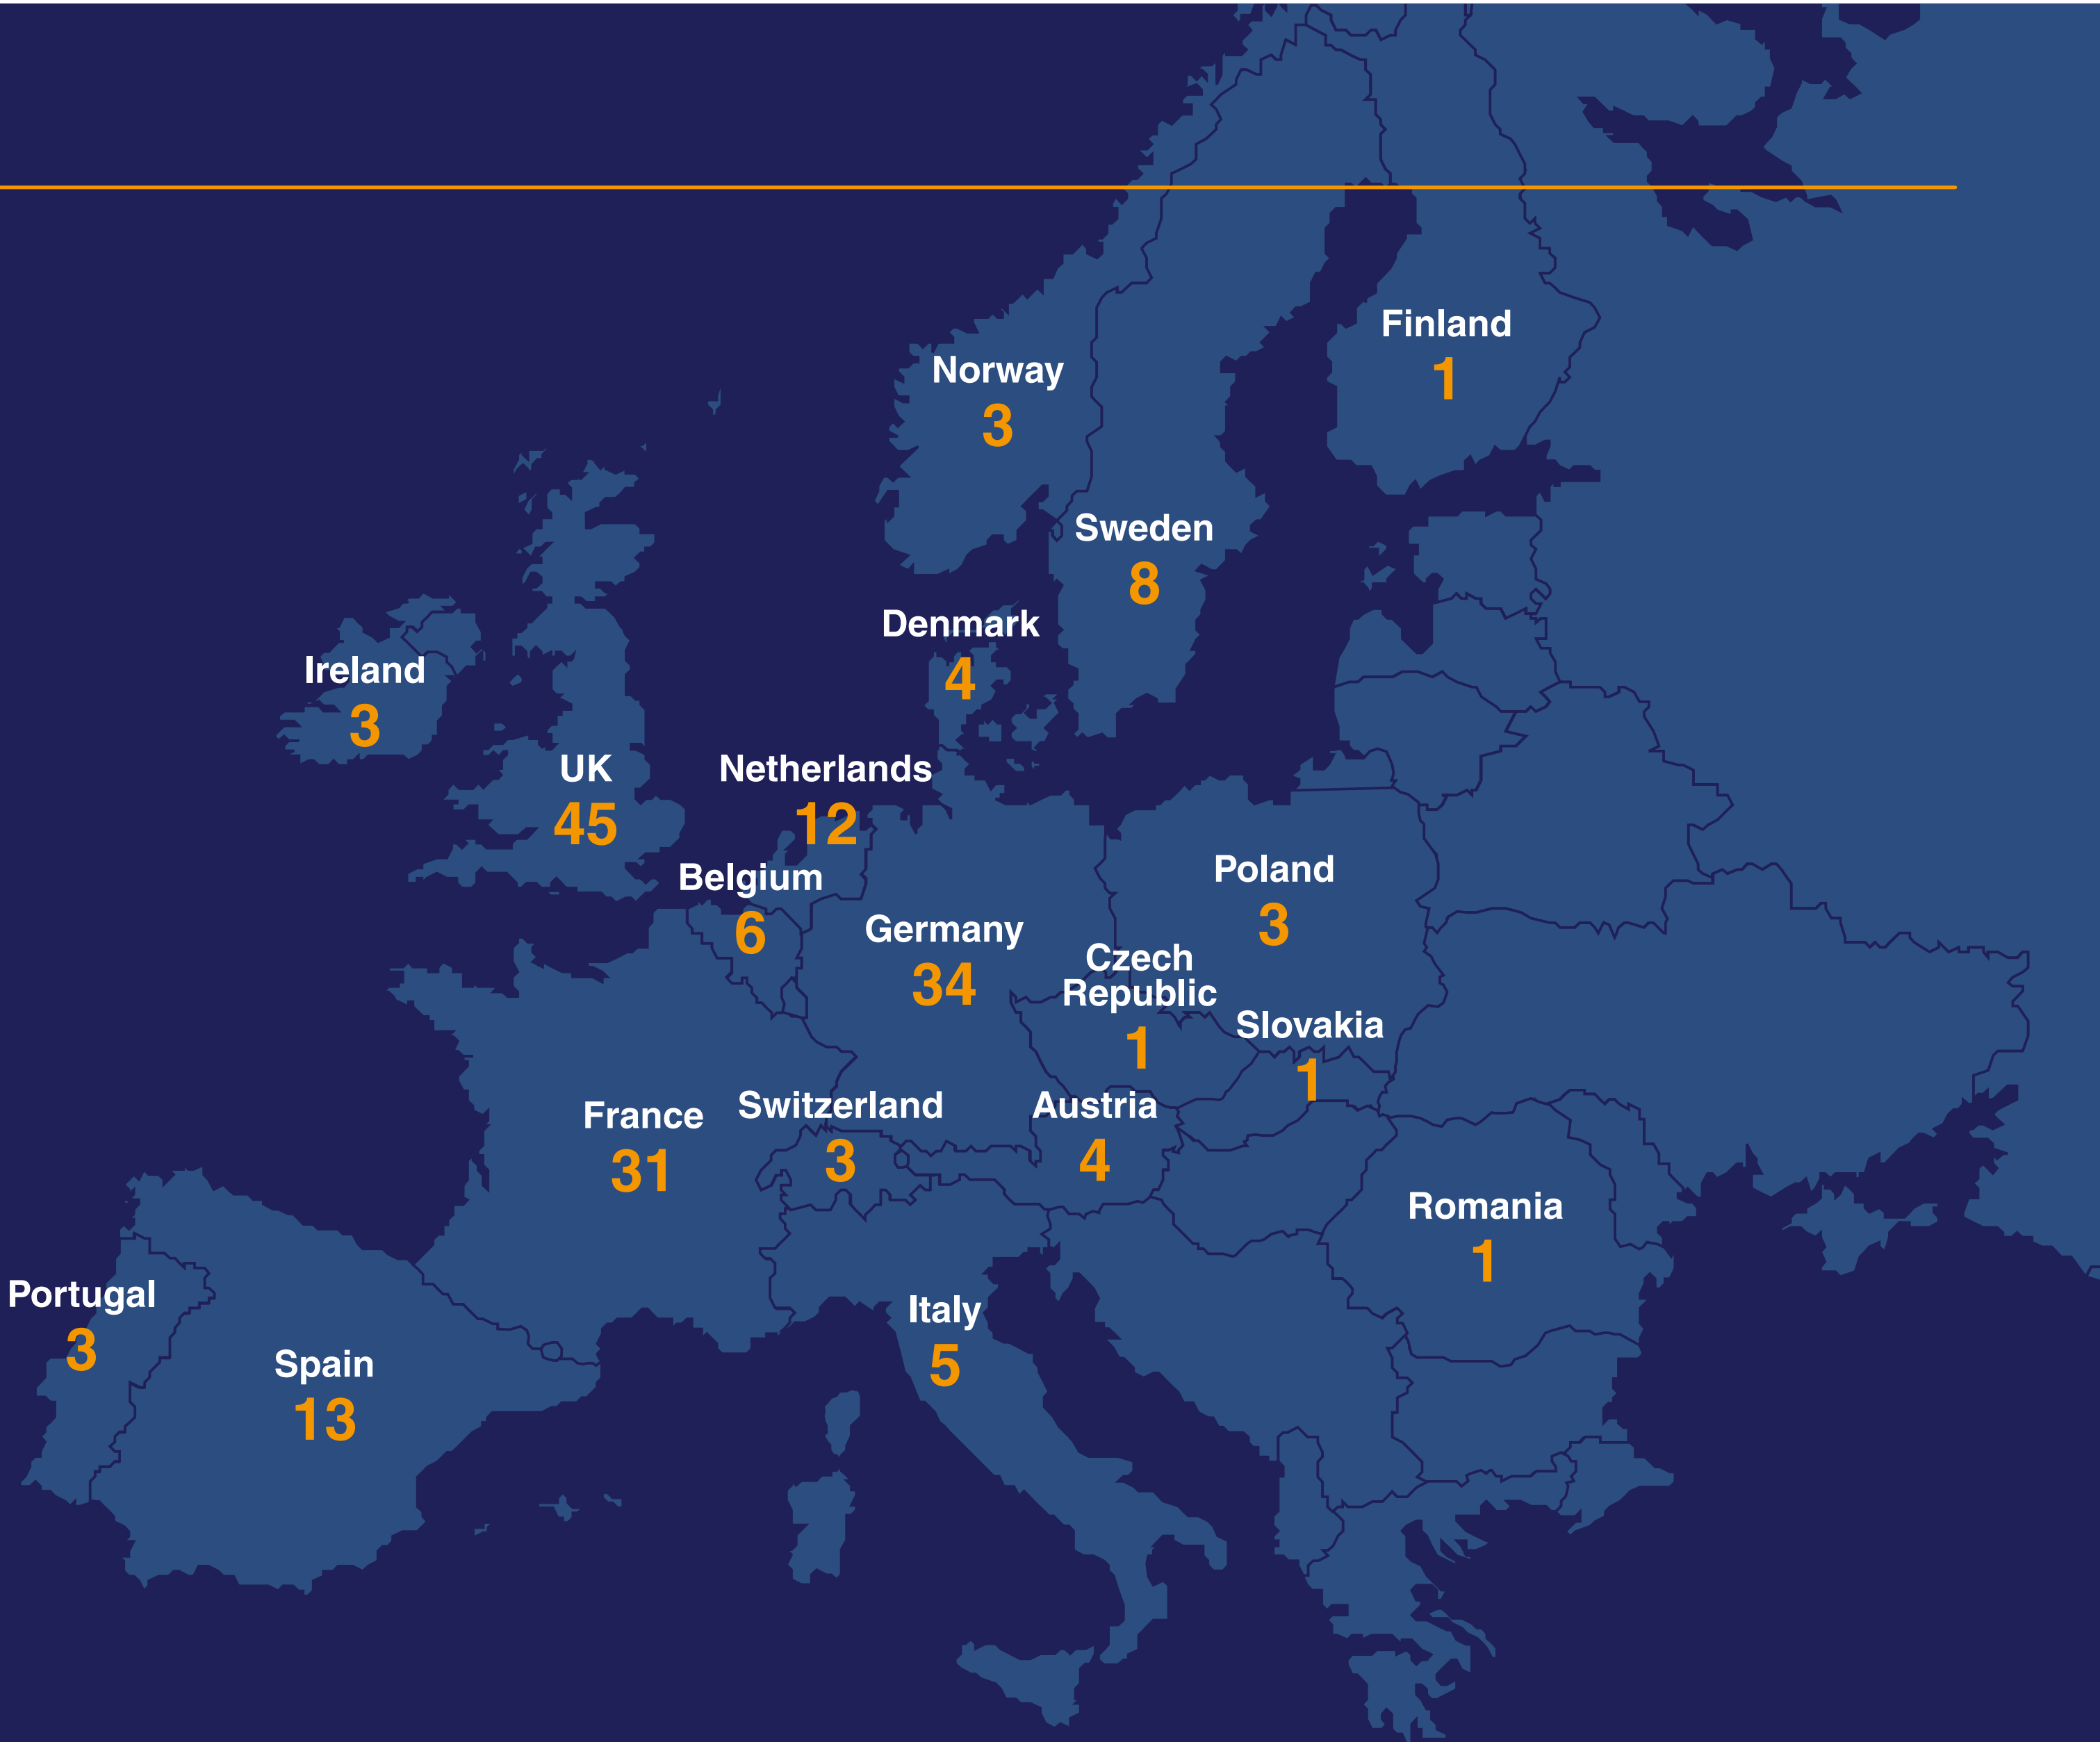 Finland
1
Norway
3
Sweden
8
Denmark
4
Ireland
3
UK
45
Netherlands
12
Belgium
6
Germany
34
Poland
3
Czech
Republic
1
Slovakia
1
France
31
Switzerland
3
Austria
4
Romania
1
Portugal
3
Spain
13
Italy
5